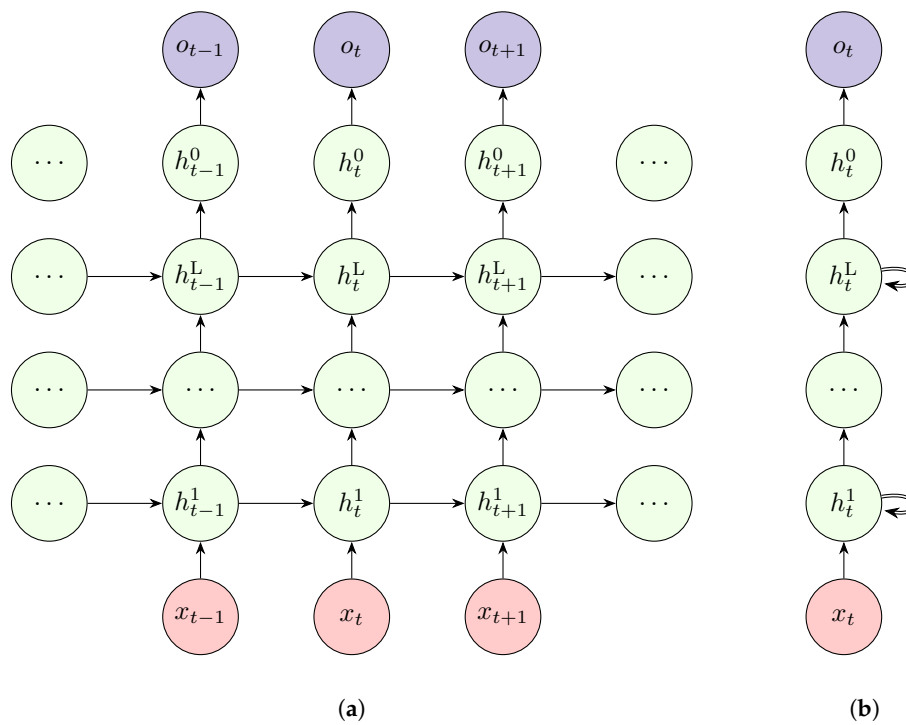 o_{t−1} o_t o_{t+1} o_t
⋯ h^0_{t−1} h^0_t h^0_{t+1} ⋯ h^0_t
⋯ h^L_{t−1} h^L_t h^L_{t+1} ⋯ h^L_t
⋯ ⋯ ⋯ ⋯ ⋯ ⋯
⋯ h^1_{t−1} h^1_t h^1_{t+1} ⋯ h^1_t
x_{t−1} x_t x_{t+1} x_t
(a) (b)